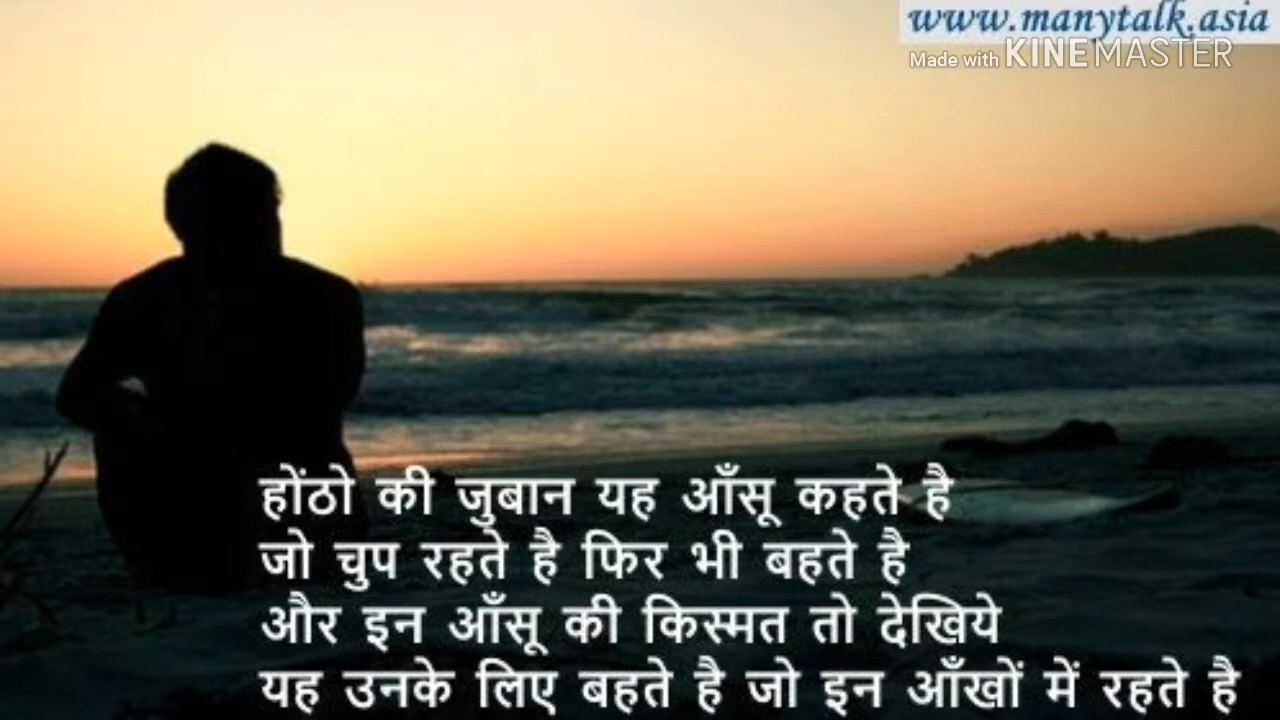 www.manytalk.asia
Made with KINEMASTER
होंठो की जुबान यह आँसू कहते है
जो चुप रहते है फिर भी बहते है
और इन आँसू की किस्मत तो देखिये
यह उनके लिए बहते है जो इन आँखों में रहते है